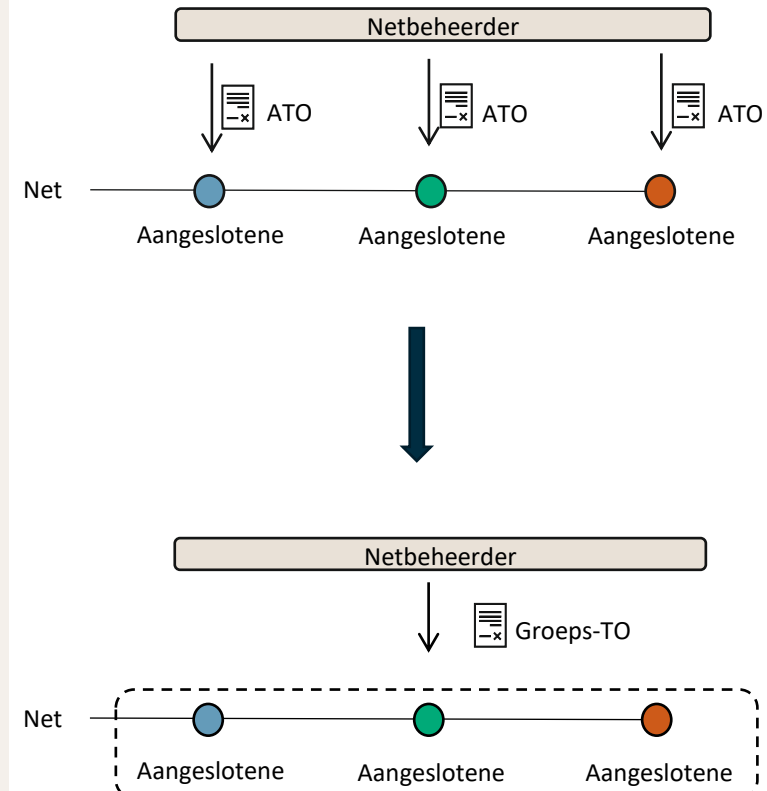 Netbeheerder
ATO ATO ATO
Net
Aangeslotene Aangeslotene Aangeslotene
Netbeheerder
Groeps-TO
Net
Aangeslotene Aangeslotene Aangeslotene